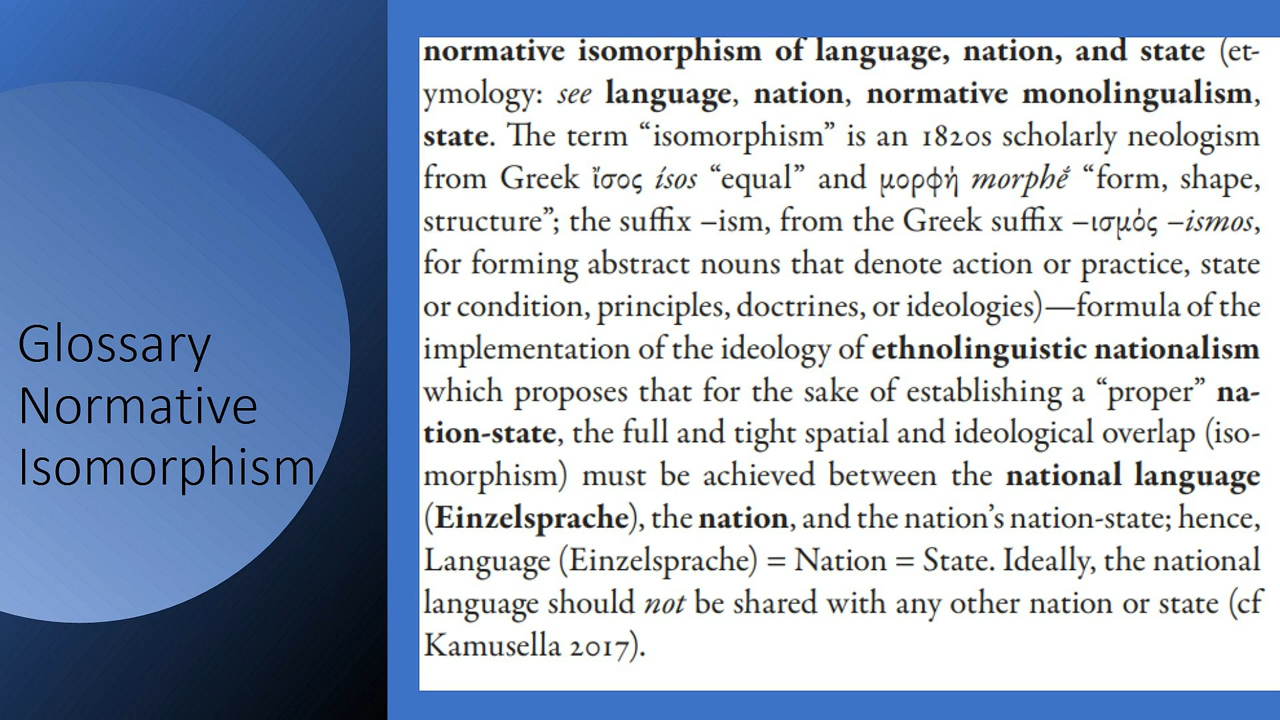 Glossary
Normative
Isomorphism
normative isomorphism of language, nation, and state (et-
ymology: see language, nation, normative monolingualism,
state. The term “isomorphism” is an 1820s scholarly neologism
from Greek ἴσος ísos “equal” and μορφή morphḗ “form, shape,
structure”; the suffix –ism, from the Greek suffix –ισμός –ismos,
for forming abstract nouns that denote action or practice, state
or condition, principles, doctrines, or ideologies)—formula of the
implementation of the ideology of ethnolinguistic nationalism
which proposes that for the sake of establishing a “proper” na-
tion-state, the full and tight spatial and ideological overlap (iso-
morphism) must be achieved between the national language
(Einzelsprache), the nation, and the nation’s nation-state; hence,
Language (Einzelsprache) = Nation = State. Ideally, the national
language should not be shared with any other nation or state (cf
Kamusella 2017).